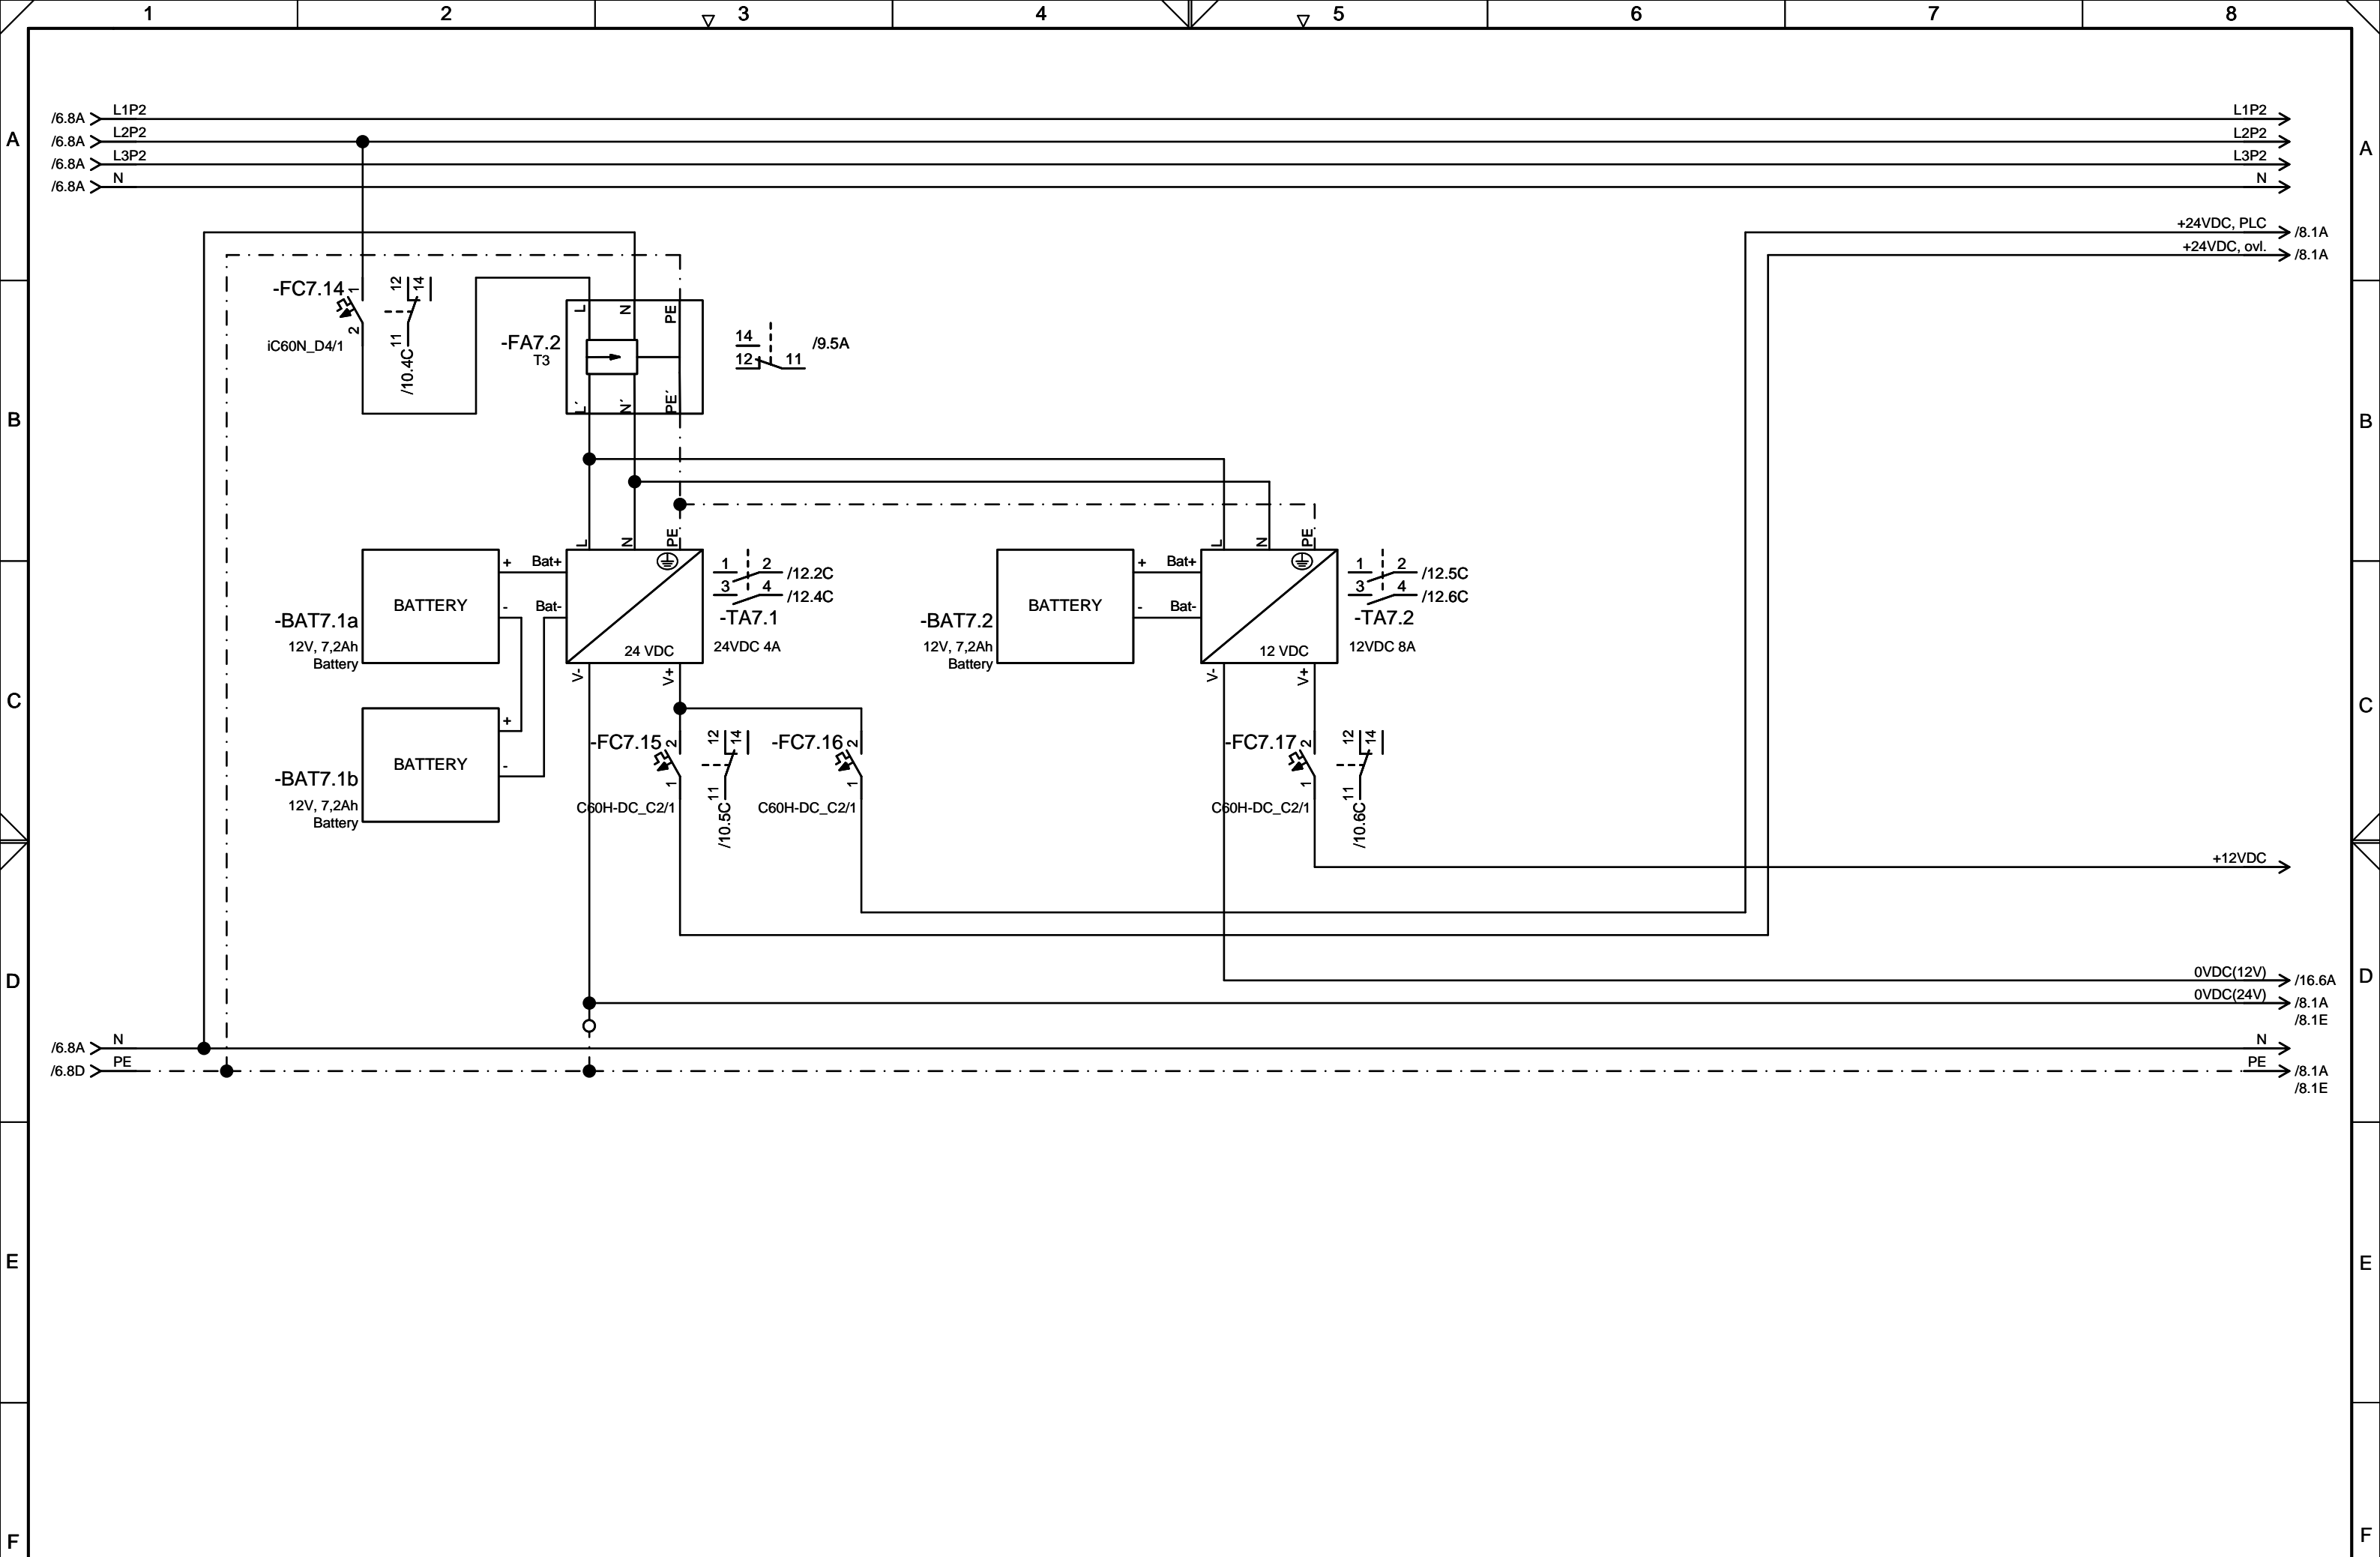 1 2 3 4 5 6 7 8
/6.8A L1P2 L1P2
/6.8A L2P2 L2P2
A A
/6.8A L3P2 L3P2
/6.8A N N
+24VDC, PLC /8.1A
+24VDC, ovl. /8.1A
-FC7.14 1 2 12 14 11
iC60N_D4/1 /10.4C
L N PE
-FA7.2
T3
14 /9.5A
12 11
L´ N´ PE´
B B
L N PE L N PE
BATTERY + Bat+
- Bat-
-BAT7.1a
12V, 7,2Ah
Battery
24 VDC
V- V+
1 2 /12.2C
3 4 /12.4C
-TA7.1
24VDC 4A
BATTERY + Bat+
- Bat-
-BAT7.2
12V, 7,2Ah
Battery
12 VDC
V- V+
1 2 /12.5C
3 4 /12.6C
-TA7.2
12VDC 8A
C C
BATTERY +
-
-BAT7.1b
12V, 7,2Ah
Battery
-FC7.15 2 1 12 14 11
C60H-DC_C2/1 /10.5C
-FC7.16 2 1
C60H-DC_C2/1
-FC7.17 2 1 12 14 11
C60H-DC_C2/1 /10.6C
+12VDC
D D
0VDC(12V) /16.6A
0VDC(24V) /8.1A
/8.1E
/6.8A N N
/6.8D PE PE /8.1A
/8.1E
E E
F F